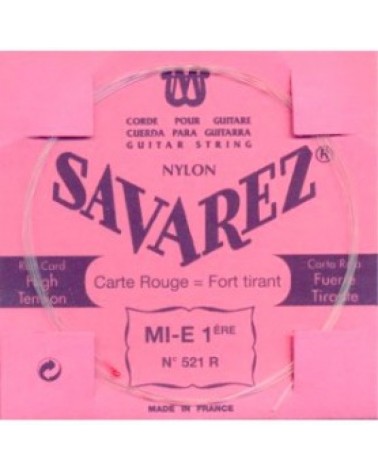 CORDE POUR GUITARE
CUERDA PARA GUITARRA
GUITAR STRING
NYLON
SAVAREZ®
Red Card
High
Tension
Carte Rouge = Fort tirant
Carta Roja
Fuerte
Tirante
MI-E 1ÈRE
N° 521 R
MADE IN FRANCE